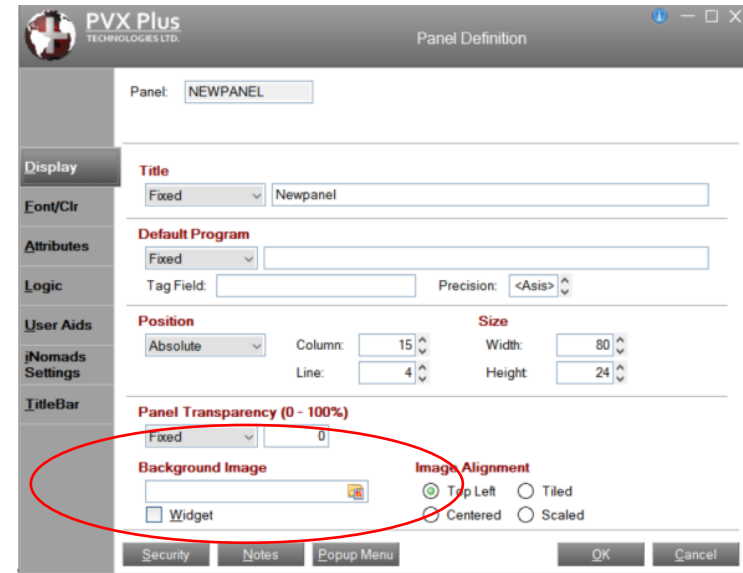 PVX Plus
TECHNOLOGIES LTD.
Panel Definition
Panel: NEWPANEL
Display
Font/Clr
Attributes
Logic
User Aids
iNomads
Settings
TitleBar
Title
Fixed Newpanel
Default Program
Fixed
Tag Field: Precision: <Asis>
Position Size
Absolute Column: 15 Width: 80
Line: 4 Height: 24
Panel Transparency (0 - 100%)
Fixed 0
Background Image Image Alignment
Top Left Tiled
Widget Centered Scaled
Security Notes Popup Menu OK Cancel